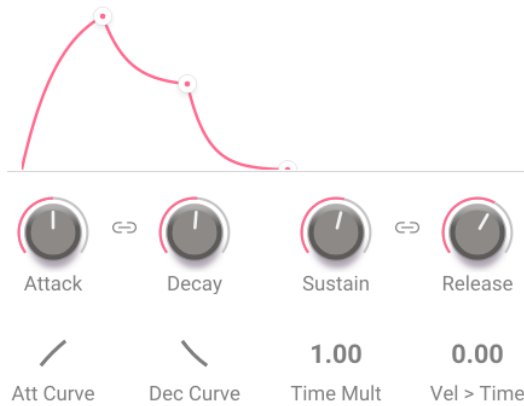 Attack Decay Sustain Release
1.00 0.00
Att Curve Dec Curve Time Mult Vel > Time